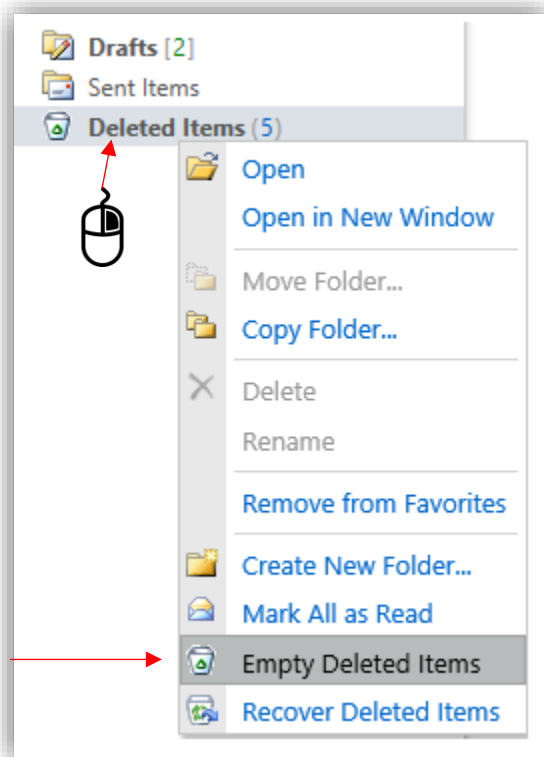 Drafts [2]
Sent Items
Deleted Items (5)
Open
Open in New Window
Move Folder...
Copy Folder...
Delete
Rename
Remove from Favorites
Create New Folder...
Mark All as Read
Empty Deleted Items
Recover Deleted Items